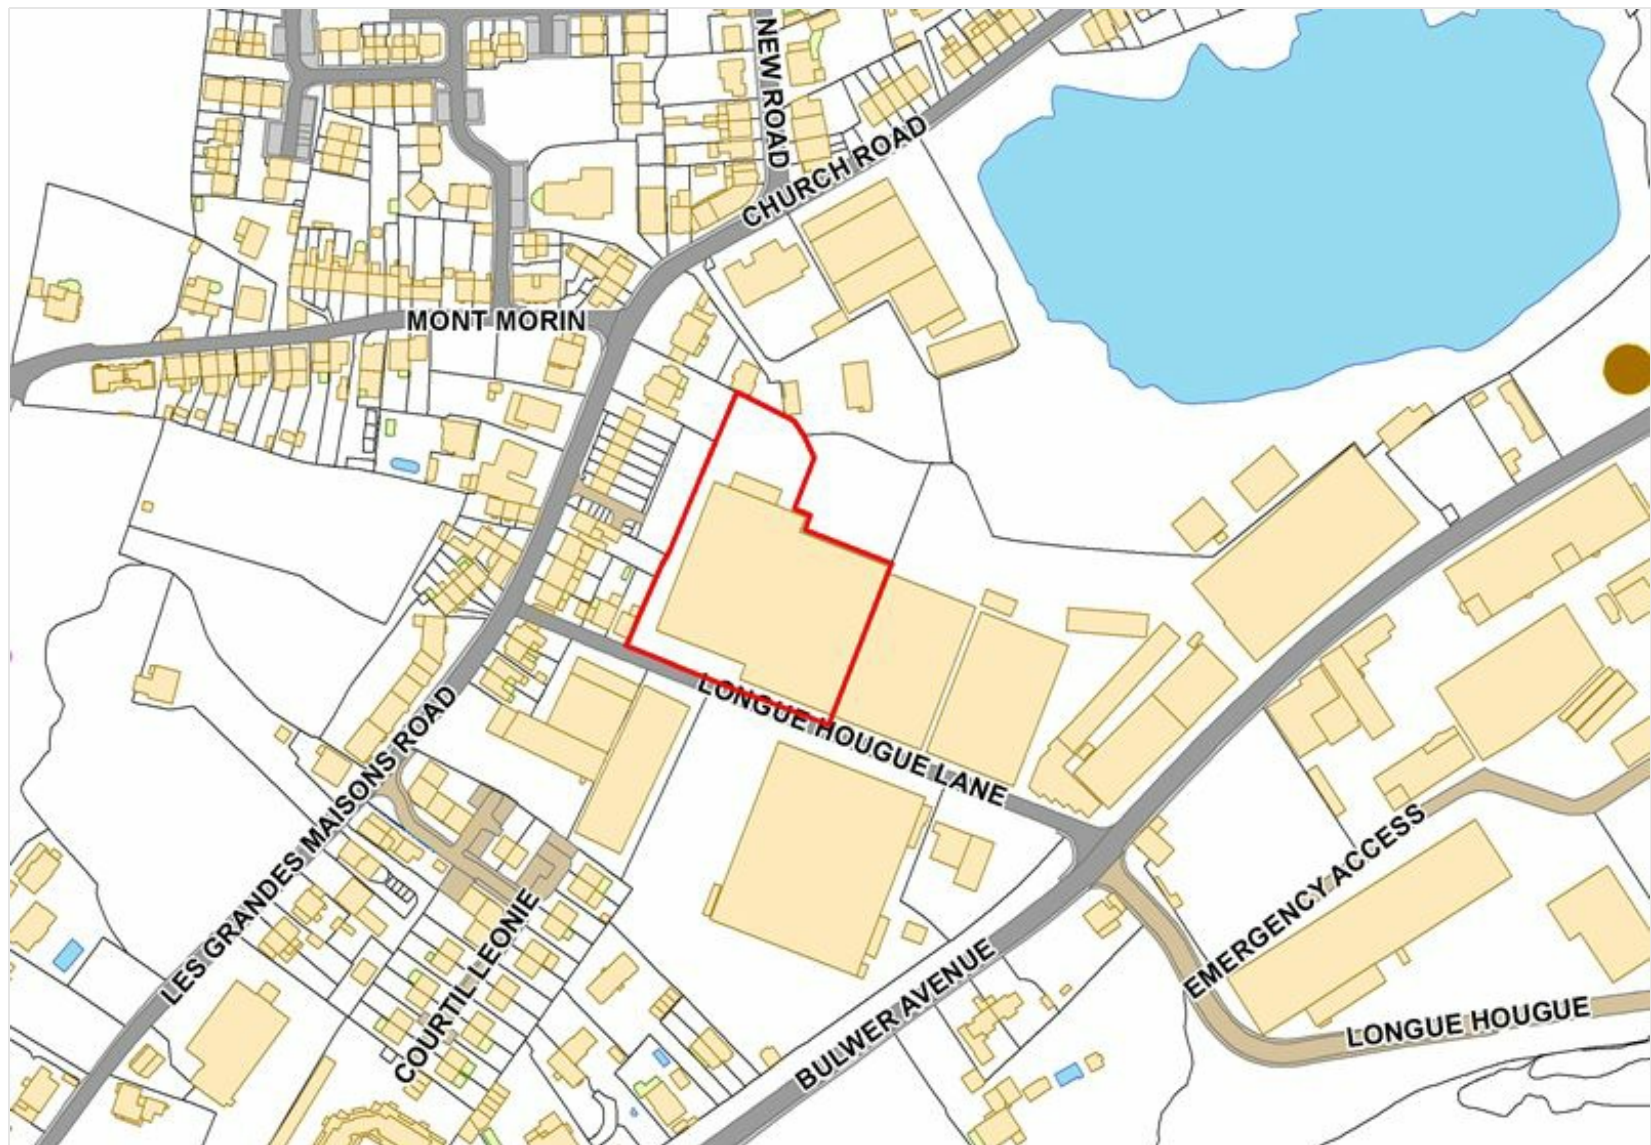 NEW ROAD
CHURCH ROAD
MONT MORIN
LONGUE HOUGUE LANE
LES GRANDES MAISONS ROAD
EMERGENCY ACCESS
COURTIL LEONIE
BULWER AVENUE
LONGUE HOUGUE